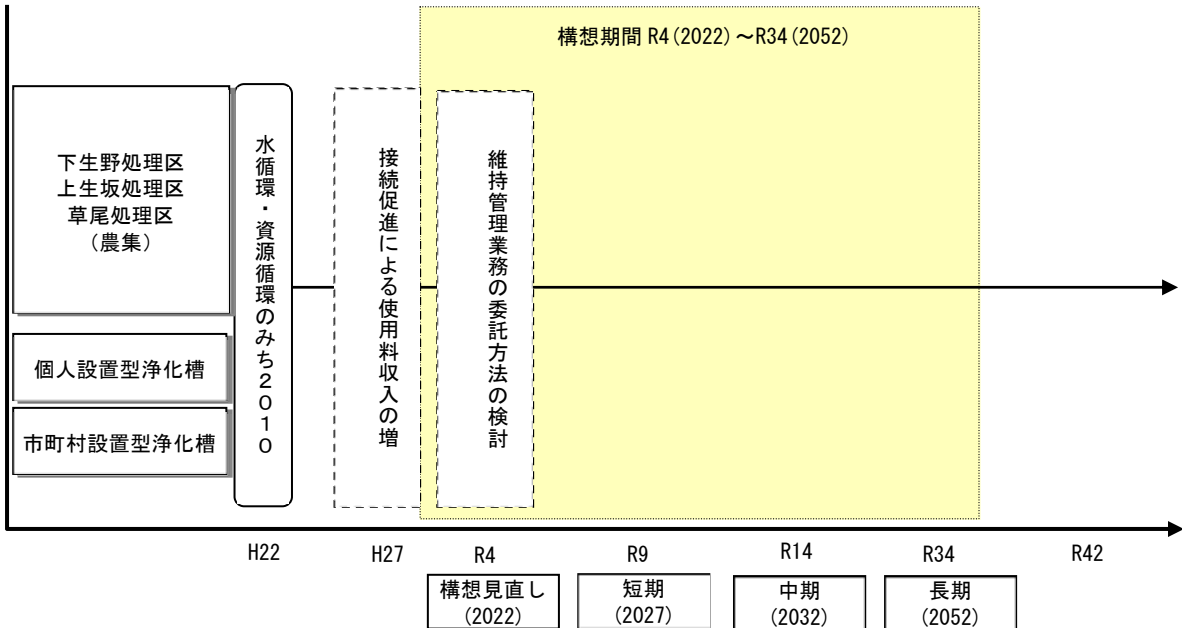 構想期間 R4(2022)～R34(2052)
下生野処理区
上生坂処理区
草尾処理区
(農集)
個人設置型浄化槽
市町村設置型浄化槽
水循環・資源循環のみち2010
接続促進による使用料収入の増
維持管理業務の委託方法の検討
H22
H27
R4
R9
R14
R34
R42
構想見直し
(2022)
短期
(2027)
中期
(2032)
長期
(2052)